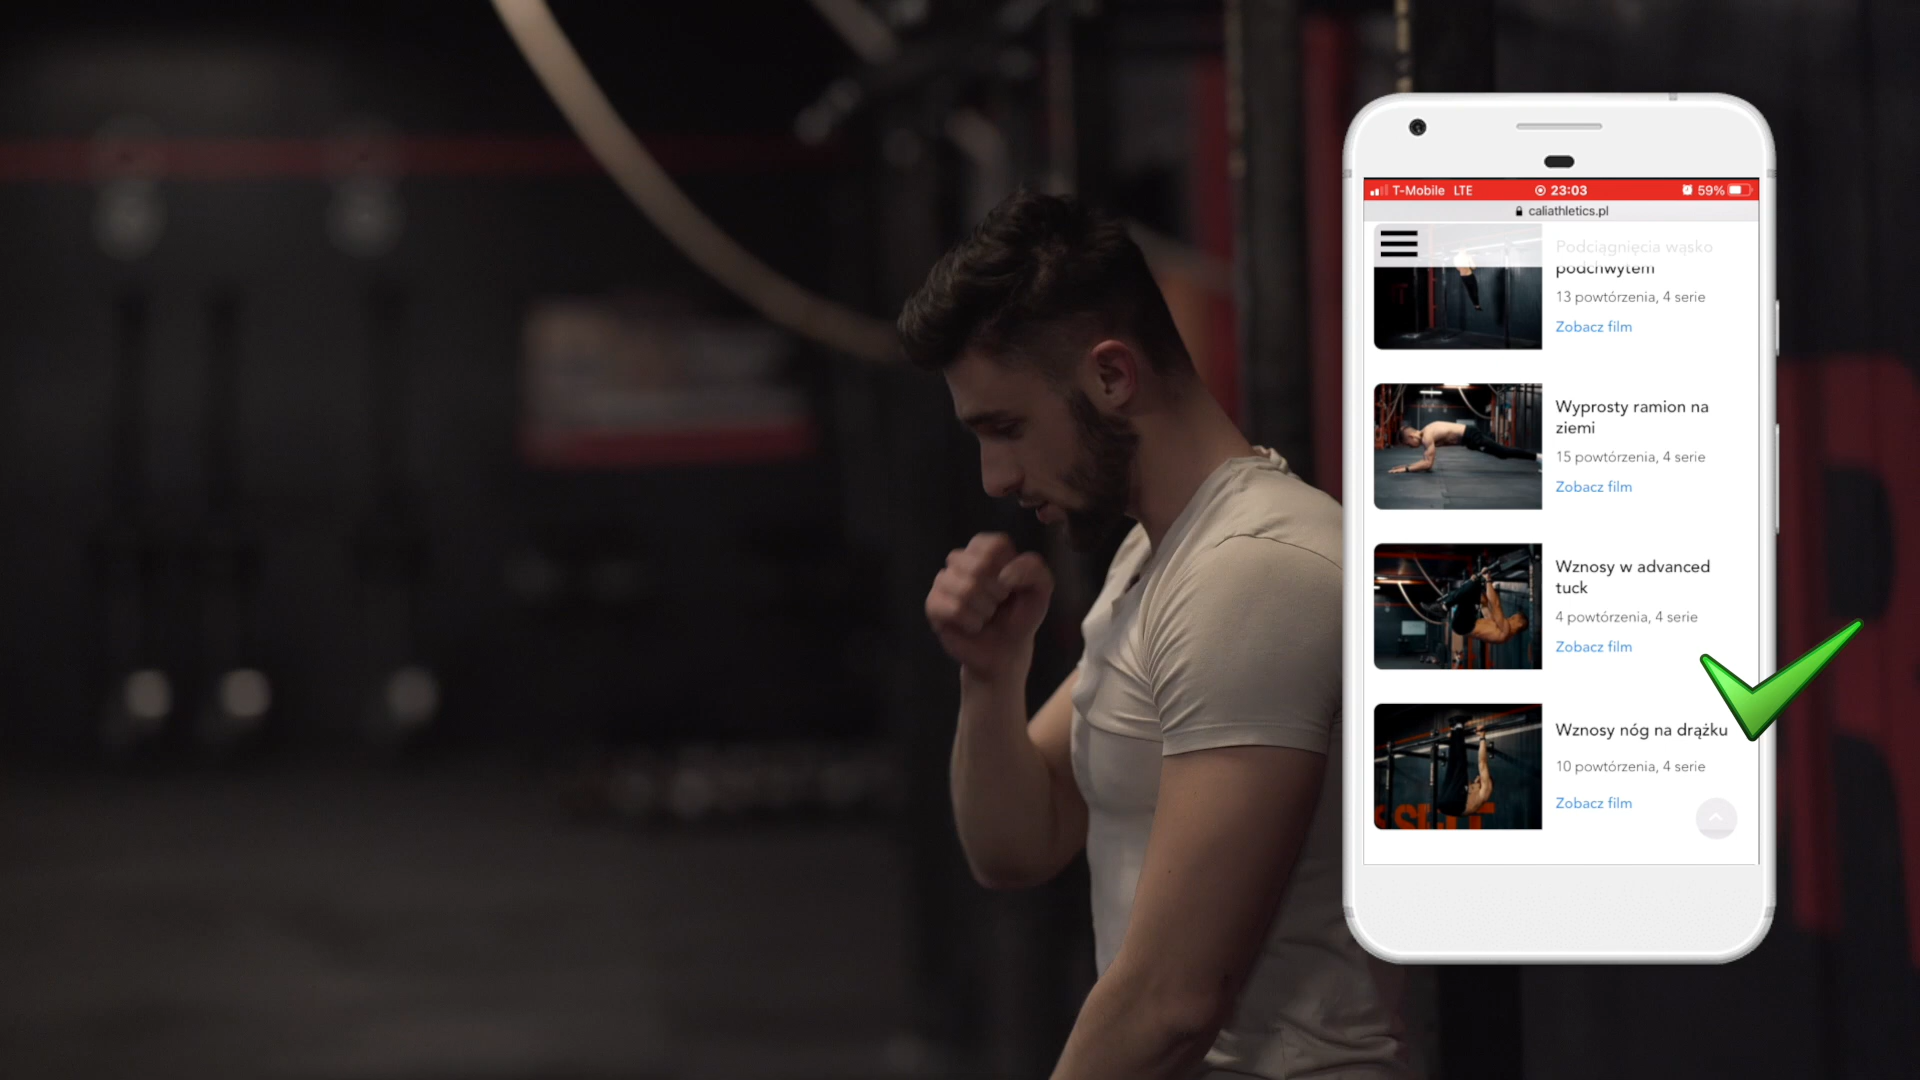 T-Mobile LTE 23:03 59%
caliathletics.pl
Podciągnięcia wąsko
podchwytem
13 powtórzenia, 4 serie
Zobacz film
Wyprosty ramion na
ziemi
15 powtórzenia, 4 serie
Zobacz film
Wznosy w advanced
tuck
4 powtórzenia, 4 serie
Zobacz film
Wznosy nóg na drążku
10 powtórzenia, 4 serie
Zobacz film